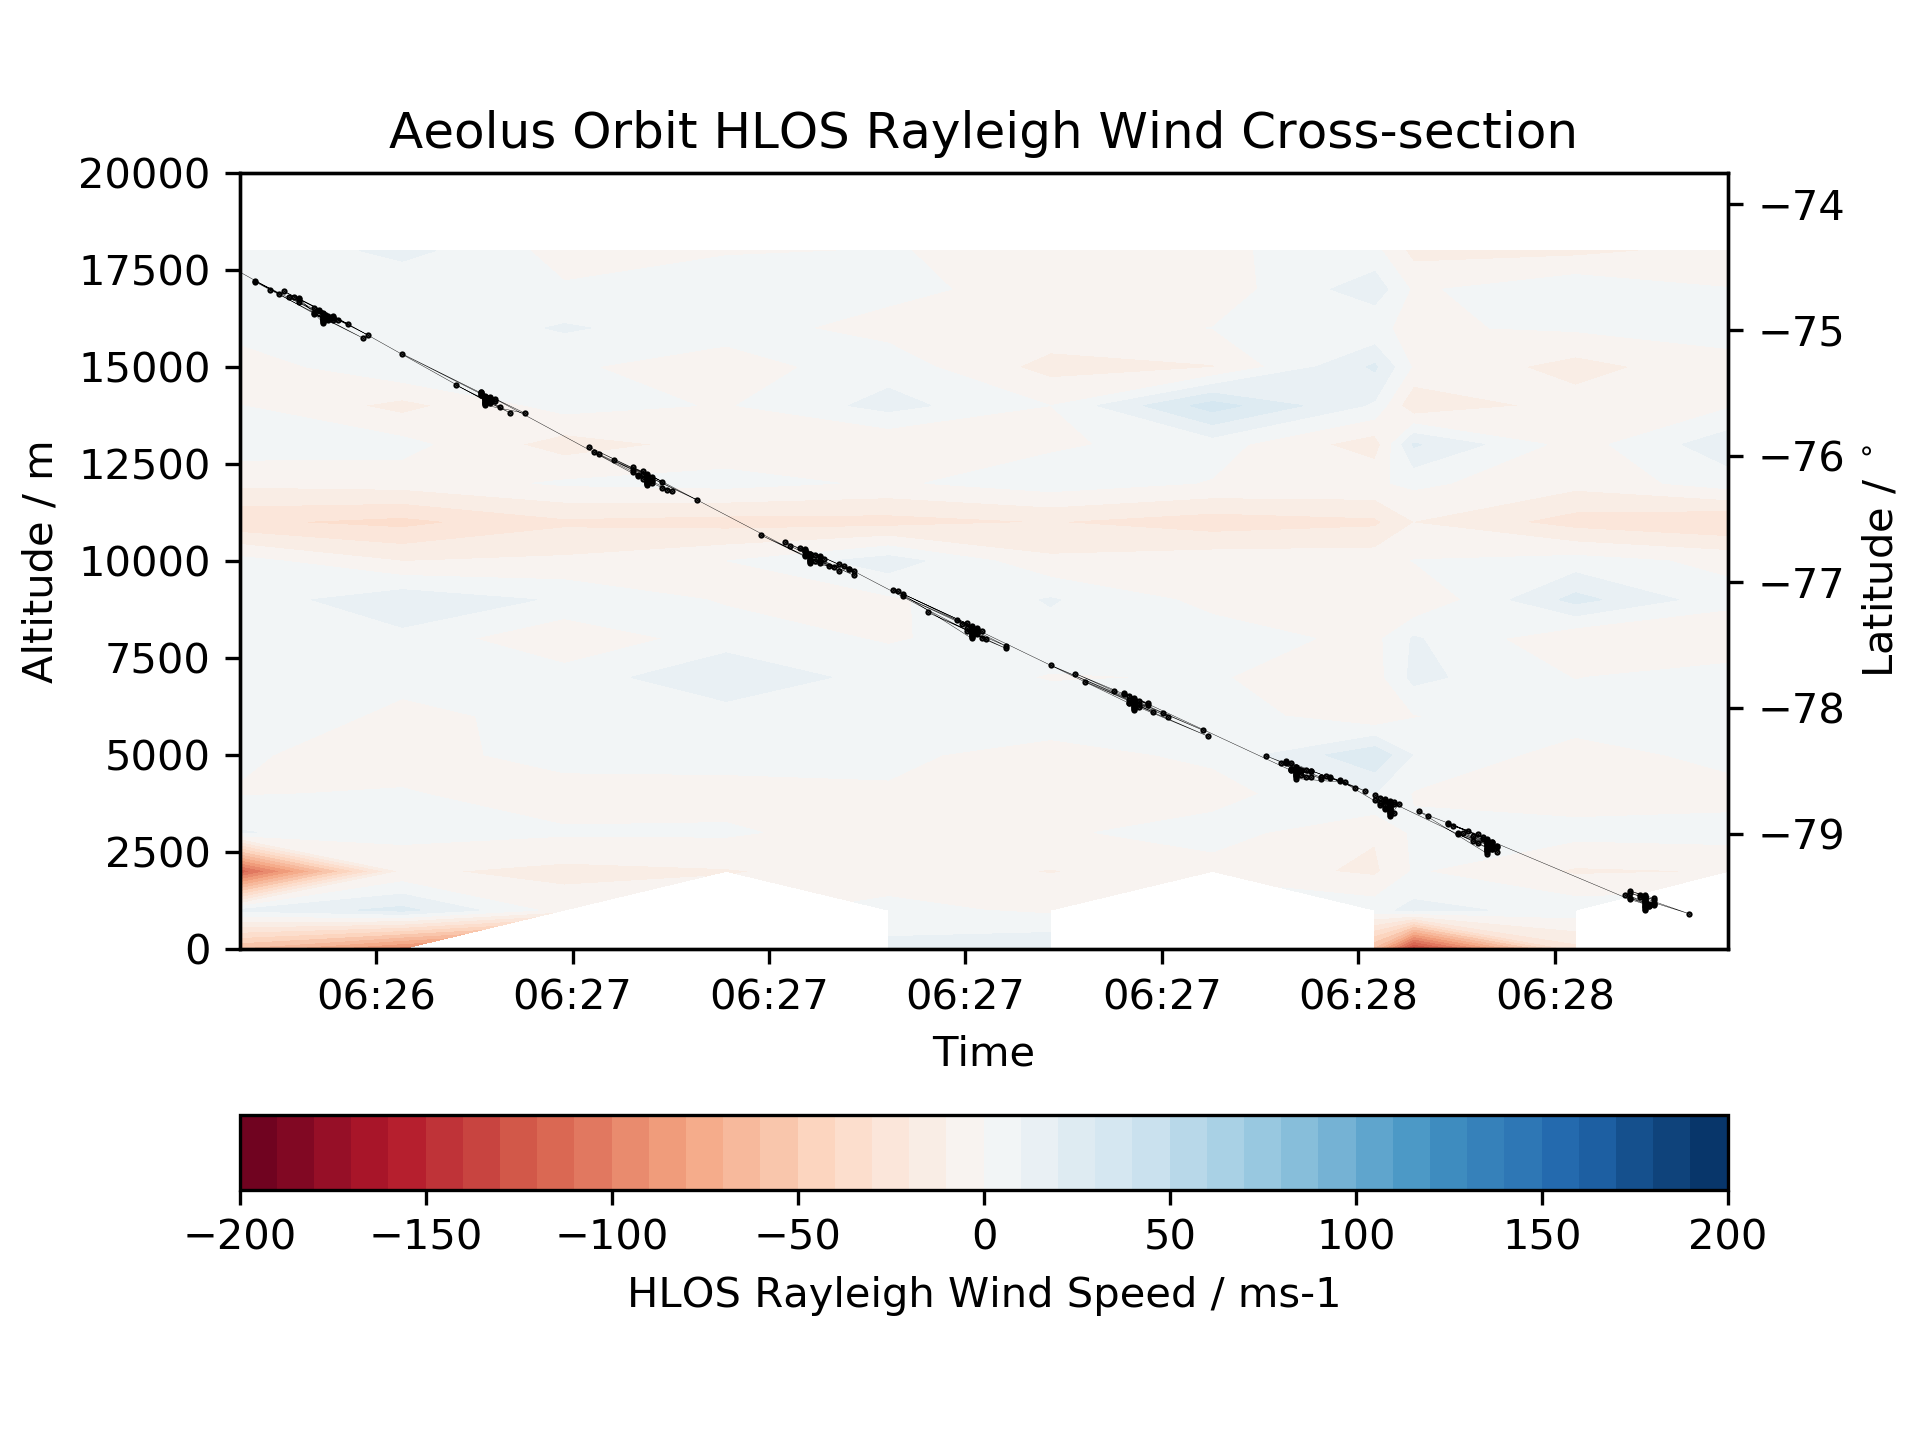 Aeolus Orbit HLOS Rayleigh Wind Cross-section
20000
17500
15000
12500
10000
7500
5000
2500
0
Altitude / m
−74
−75
−76
−77
−78
−79
Latitude / °
06:26 06:27 06:27 06:27 06:27 06:28 06:28
Time
−200 −150 −100 −50 0 50 100 150 200
HLOS Rayleigh Wind Speed / ms-1